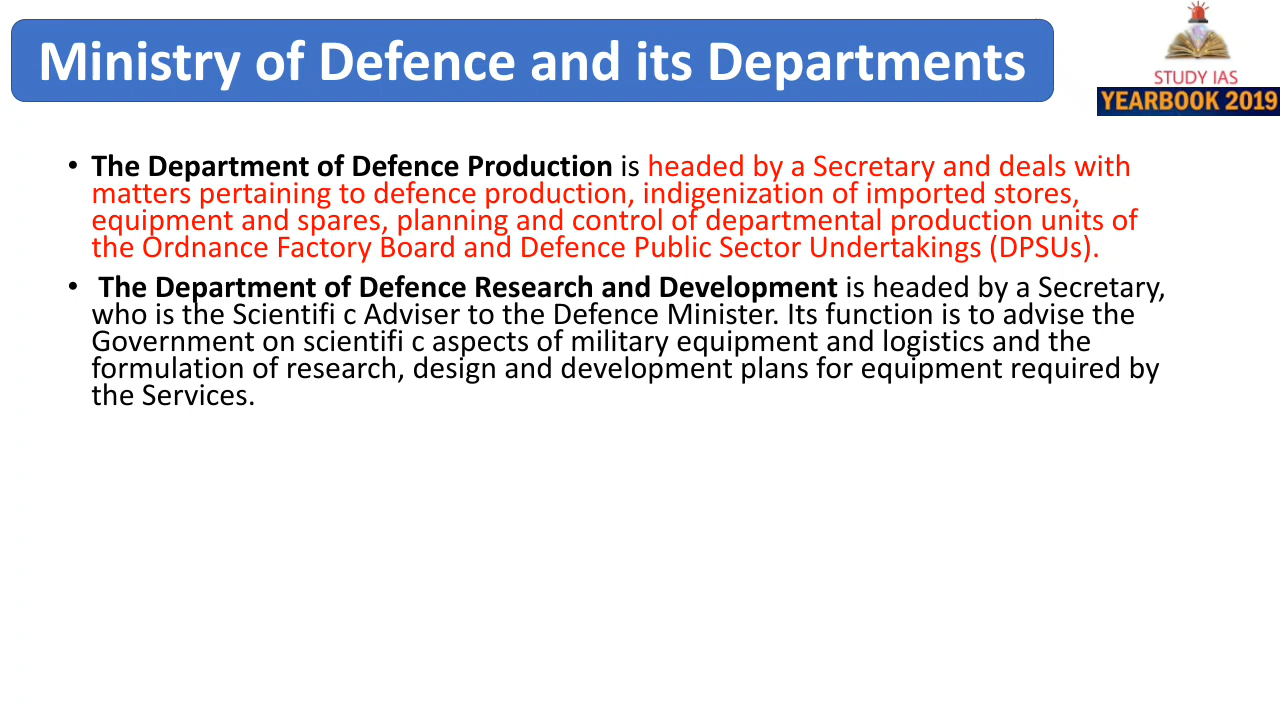 Ministry of Defence and its Departments
STUDY IAS
YEARBOOK 2019
• The Department of Defence Production is headed by a Secretary and deals with
matters pertaining to defence production, indigenization of imported stores,
equipment and spares, planning and control of departmental production units of
the Ordnance Factory Board and Defence Public Sector Undertakings (DPSUs).
• The Department of Defence Research and Development is headed by a Secretary,
who is the Scientifi c Adviser to the Defence Minister. Its function is to advise the
Government on scientifi c aspects of military equipment and logistics and the
formulation of research, design and development plans for equipment required by
the Services.